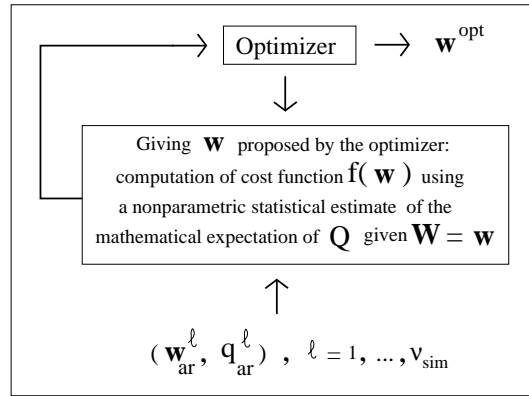 Optimizer → w^opt
Giving w proposed by the optimizer:
computation of cost function f(w) using
a nonparametric statistical estimate of the
mathematical expectation of Q given W = w
(w_ar^ℓ, q_ar^ℓ) , ℓ = 1, ..., ν_sim